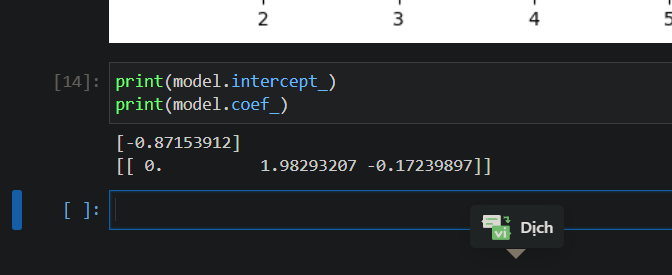 2 3 4 5
[14]: print(model.intercept_)
print(model.coef_)
[-0.87153912]
[[ 0.          1.98293207 -0.17239897]]
[ ]:
vi Dịch